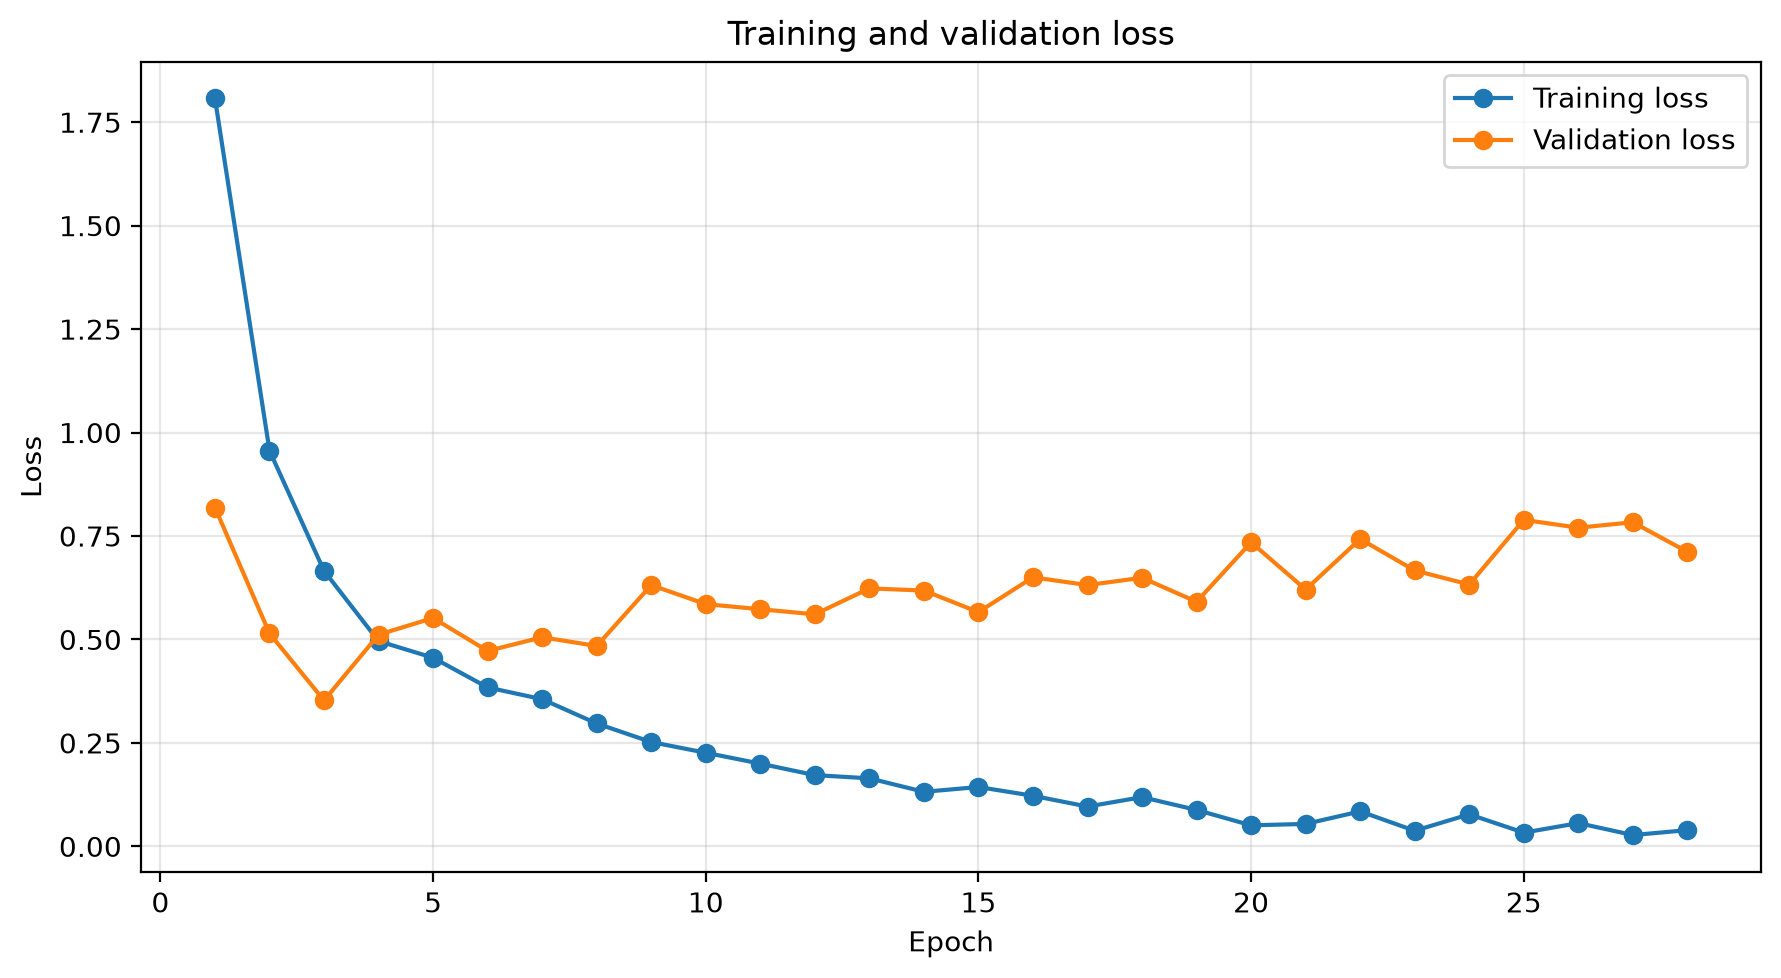 Training and validation loss
Training loss
Validation loss
1.75
1.50
1.25
1.00
0.75
0.50
0.25
0.00
Loss
0 5 10 15 20 25
Epoch